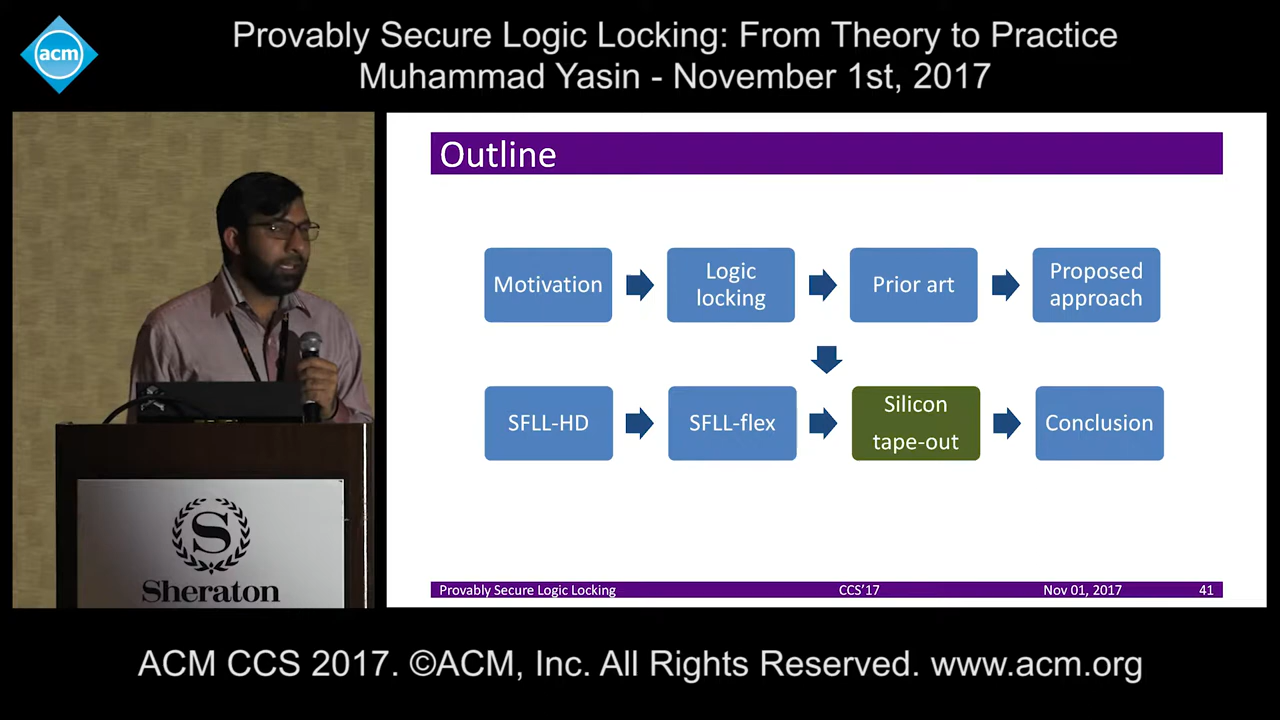 acm
Provably Secure Logic Locking: From Theory to Practice
Muhammad Yasin - November 1st, 2017
Outline
Motivation
Logic
locking
Prior art
Proposed
approach
SFLL-HD
SFLL-flex
Silicon
tape-out
Conclusion
Provably Secure Logic Locking
CCS'17
Nov 01, 2017
41
S
Sheraton
ACM CCS 2017. ©ACM, Inc. All Rights Reserved. www.acm.org